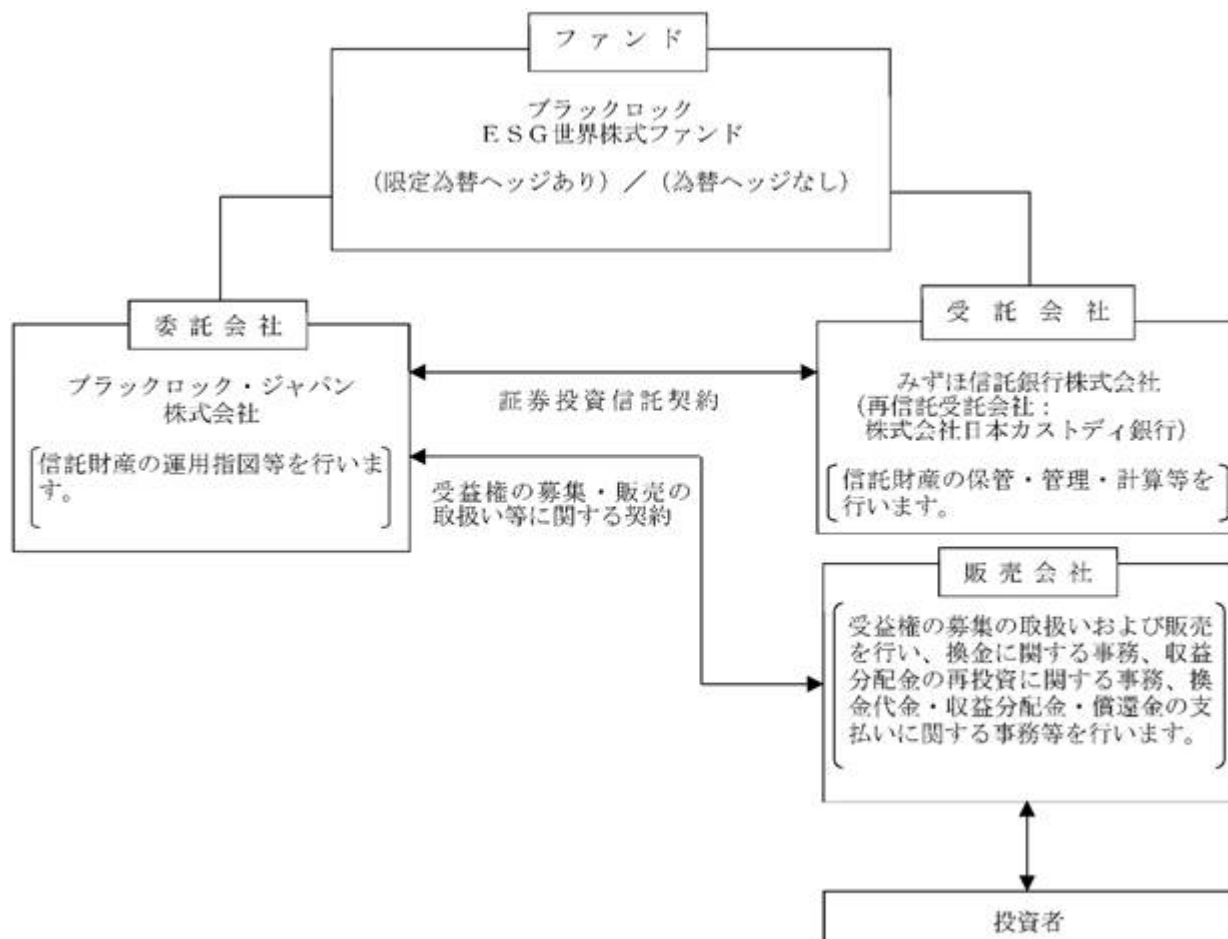 ファンド
ブラックロック
ESG世界株式ファンド
(限定為替ヘッジあり)／(為替ヘッジなし)
委託会社
ブラックロック・ジャパン
株式会社
信託財産の運用指図等を行いま
す。
証券投資信託契約
受益権の募集・販売の
取扱い等に関する契約
受託会社
みずほ信託銀行株式会社
(再信託受託会社：
株式会社日本カストディ銀行)
信託財産の保管・管理・計算等を
行います。
販売会社
受益権の募集の取扱いおよび販売
を行い、換金に関する事務、収益
分配金の再投資に関する事務、換
金代金・収益分配金・償還金の支
払いに関する事務等を行います。
投資者